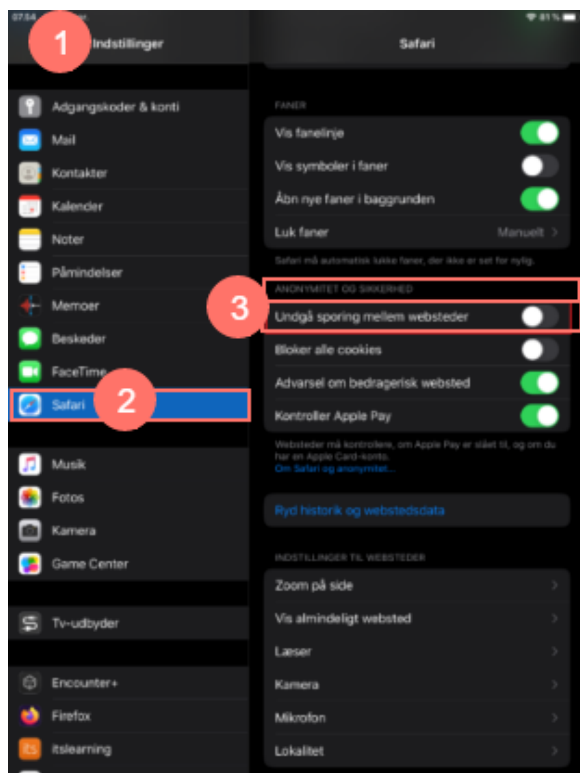 07.54
81 %
1
Indstillinger
Adgangskoder & konti
Mail
Kontakter
Kalender
Noter
Påmindelser
Memoer
Beskeder
FaceTime
2
Safari
Musik
Fotos
Kamera
Game Center
Tv-udbyder
Encounter+
Firefox
itslearning
Safari
FANER
Vis fanelinje
Vis symboler i faner
Åbn nye faner i baggrunden
Luk faner Manuelt >
Safari må automatisk lukke faner, der ikke er set for nylig.
ANONYMITET OG SIKKERHED
3
Undgå sporing mellem websteder
Bloker alle cookies
Advarsel om bedragerisk websted
Kontroller Apple Pay
Websteder må kontrollere, om Apple Pay er slået til, og om du
har en Apple Card-konto.
Om Safari og anonymitet...
Ryd historik og webstedsdata
INDSTILLINGER TIL WEBSTEDER
Zoom på side >
Vis almindeligt websted >
Læser >
Kamera >
Mikrofon >
Lokalitet >